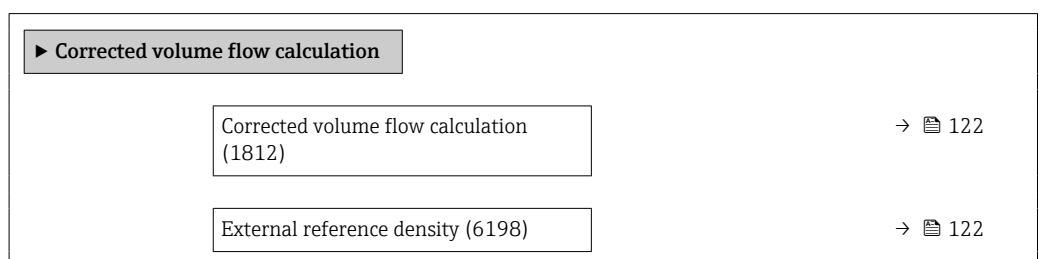 ▶ Corrected volume flow calculation
Corrected volume flow calculation → 122
(1812)
External reference density (6198) → 122